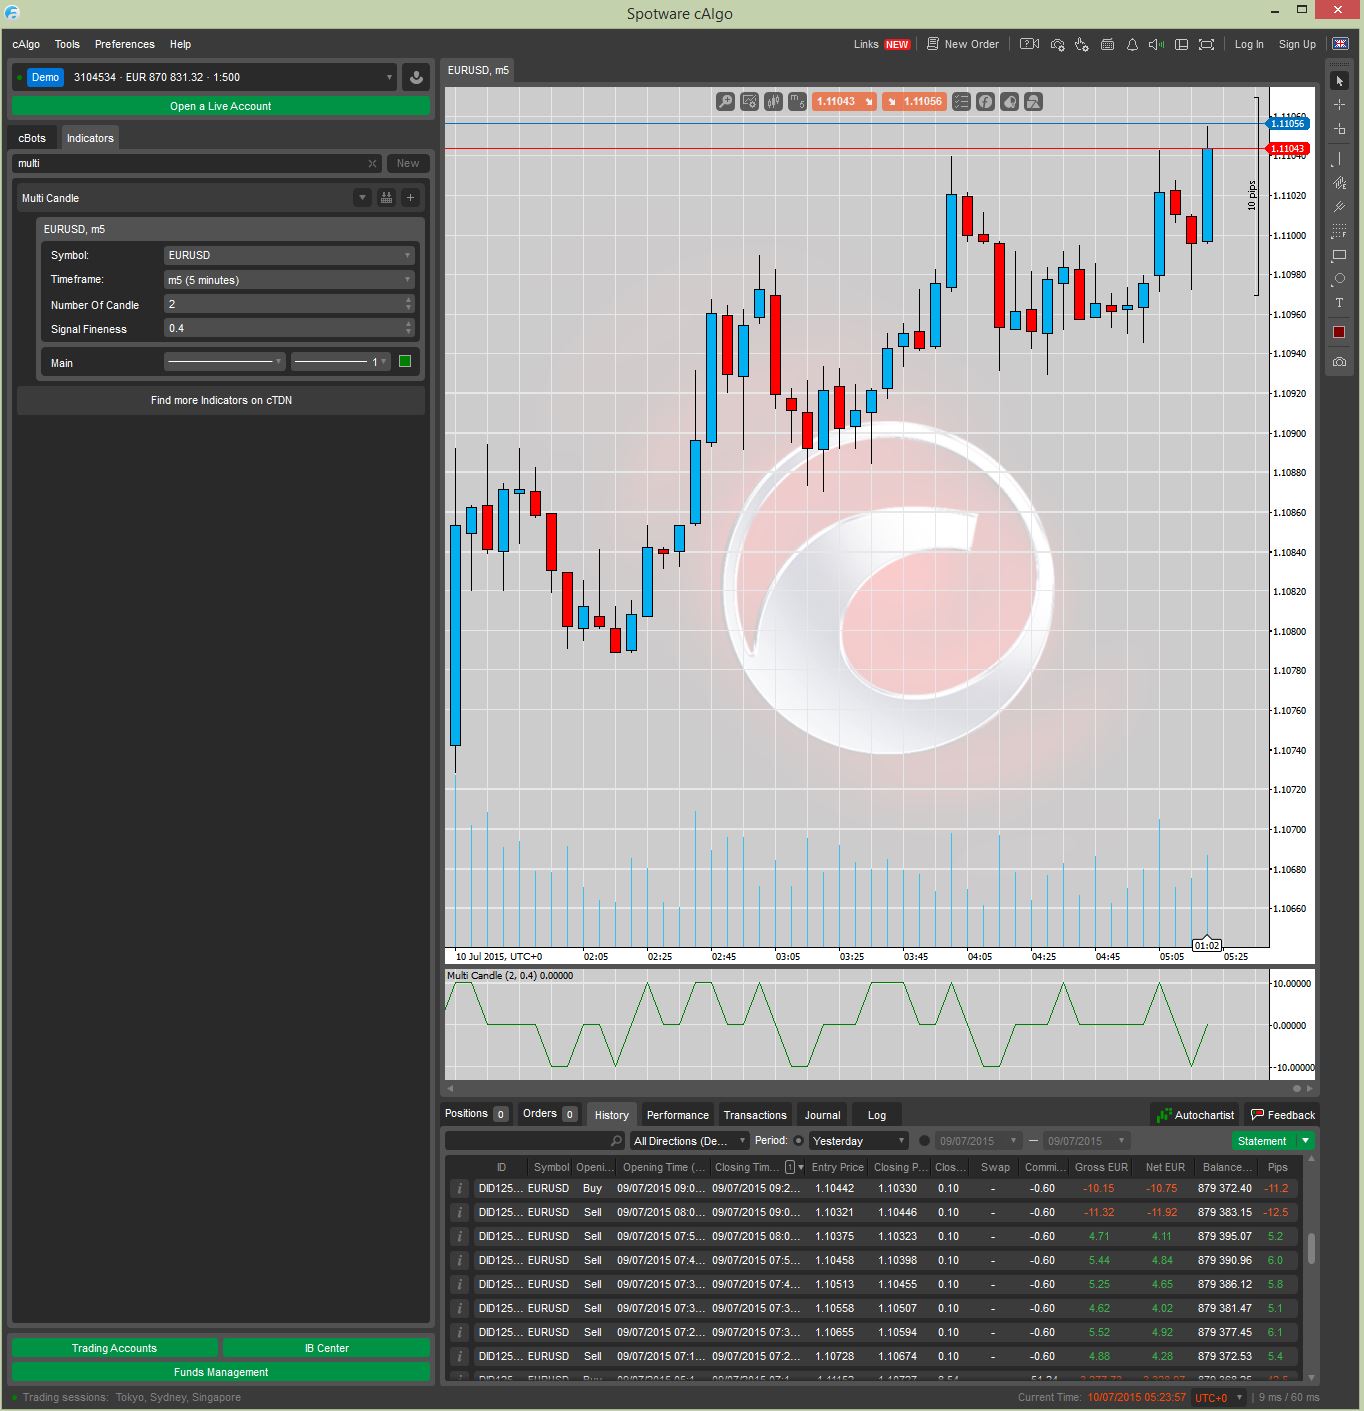 Spotware cAlgo
cAlgo Tools Preferences Help
Links NEW New Order Log In Sign Up
Demo 3104534 · EUR 870 831.32 · 1:500
Open a Live Account
cBots Indicators
multi New
Multi Candle
EURUSD, m5
Symbol: EURUSD
Timeframe: m5 (5 minutes)
Number Of Candle 2
Signal Fineness 0.4
Main 1
Find more Indicators on cTDN
EURUSD, m5
m5 1.11043 1.11056
1.11060
1.11056
1.11043
1.11040
10 pips
1.11020
1.11000
1.10980
1.10960
1.10940
1.10920
1.10900
1.10880
1.10860
1.10840
1.10820
1.10800
1.10780
1.10760
1.10740
1.10720
1.10700
1.10680
1.10660
01:02
10 Jul 2015, UTC+0 02:05 02:25 02:45 03:05 03:25 03:45 04:05 04:25 04:45 05:05 05:25
Multi Candle (2, 0.4) 0.00000
10.00000
0.00000
-10.00000
Positions 0 Orders 0 History Performance Transactions Journal Log Autochartist Feedback
All Directions (De... Period: Yesterday 09/07/2015 — 09/07/2015 Statement
ID Symbol Openi... Opening Time (... Closing Tim... 1 Entry Price Closing P... Clos... Swap Commi... Gross EUR Net EUR Balance... Pips
DID125... EURUSD Buy 09/07/2015 09:0... 09/07/2015 09:2... 1.10442 1.10330 0.10 - -0.60 -10.15 -10.75 879 372.40 -11.2
DID125... EURUSD Sell 09/07/2015 08:0... 09/07/2015 09:0... 1.10321 1.10446 0.10 - -0.60 -11.32 -11.92 879 383.15 -12.5
DID125... EURUSD Sell 09/07/2015 07:5... 09/07/2015 08:0... 1.10375 1.10323 0.10 - -0.60 4.71 4.11 879 395.07 5.2
DID125... EURUSD Sell 09/07/2015 07:4... 09/07/2015 07:5... 1.10458 1.10398 0.10 - -0.60 5.44 4.84 879 390.96 6.0
DID125... EURUSD Sell 09/07/2015 07:3... 09/07/2015 07:4... 1.10513 1.10455 0.10 - -0.60 5.25 4.65 879 386.12 5.8
DID125... EURUSD Sell 09/07/2015 07:3... 09/07/2015 07:3... 1.10558 1.10507 0.10 - -0.60 4.62 4.02 879 381.47 5.1
DID125... EURUSD Sell 09/07/2015 07:2... 09/07/2015 07:3... 1.10655 1.10594 0.10 - -0.60 5.52 4.92 879 377.45 6.1
DID125... EURUSD Sell 09/07/2015 07:1... 09/07/2015 07:2... 1.10728 1.10674 0.10 - -0.60 4.88 4.28 879 372.53 5.4
Trading Accounts IB Center
Funds Management
Trading sessions: Tokyo, Sydney, Singapore
Current Time: 10/07/2015 05:23:57 UTC+0 | 9 ms / 60 ms